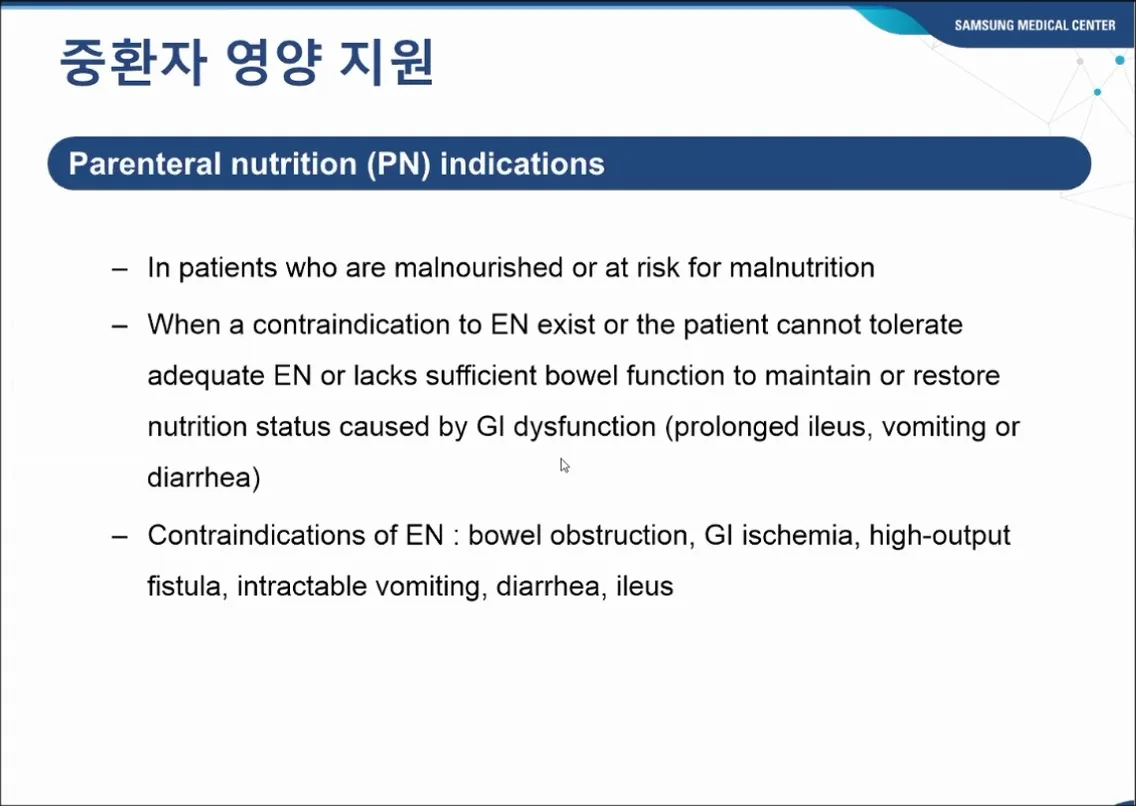 SAMSUNG MEDICAL CENTER
중환자 영양 지원
Parenteral nutrition (PN) indications
– In patients who are malnourished or at risk for malnutrition
– When a contraindication to EN exist or the patient cannot tolerate
adequate EN or lacks sufficient bowel function to maintain or restore
nutrition status caused by GI dysfunction (prolonged ileus, vomiting or
diarrhea)
– Contraindications of EN : bowel obstruction, GI ischemia, high-output
fistula, intractable vomiting, diarrhea, ileus